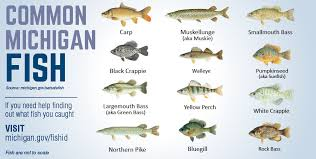 COMMON
MICHIGAN
FISH
Source: michigan.gov/eatsafefish
If you need help finding
out what fish you caught
VISIT
michigan.gov/fishid
Fish are not to scale
Carp
Muskellunge
(aka Muskie)
Smallmouth Bass
Black Crappie
Walleye
Pumpkinseed
(aka Sunfish)
Largemouth Bass
(aka Green Bass)
Yellow Perch
White Crappie
Northern Pike
Bluegill
Rock Bass